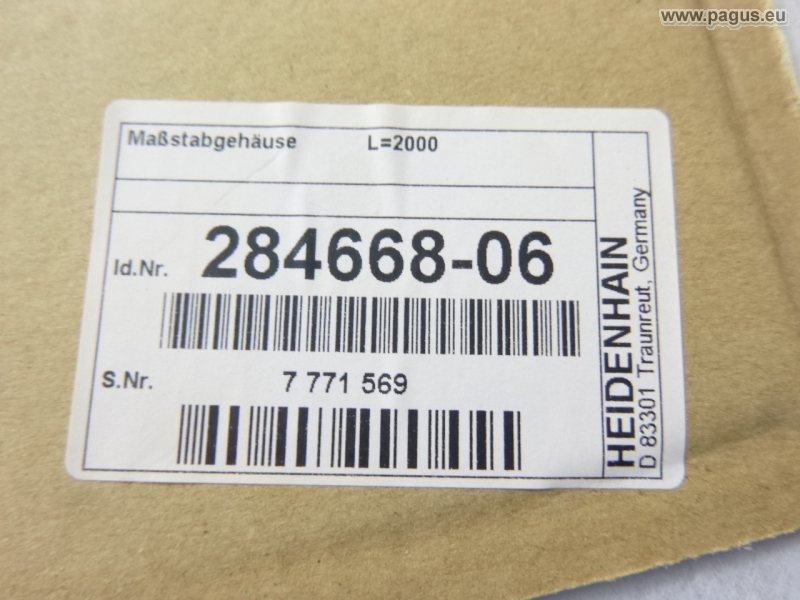 www.pagus.eu
Maßstabgehäuse L=2000
Id.Nr. 284668-06
S.Nr. 7 771 569
HEIDENHAIN
D 83301 Traunreut, Germany